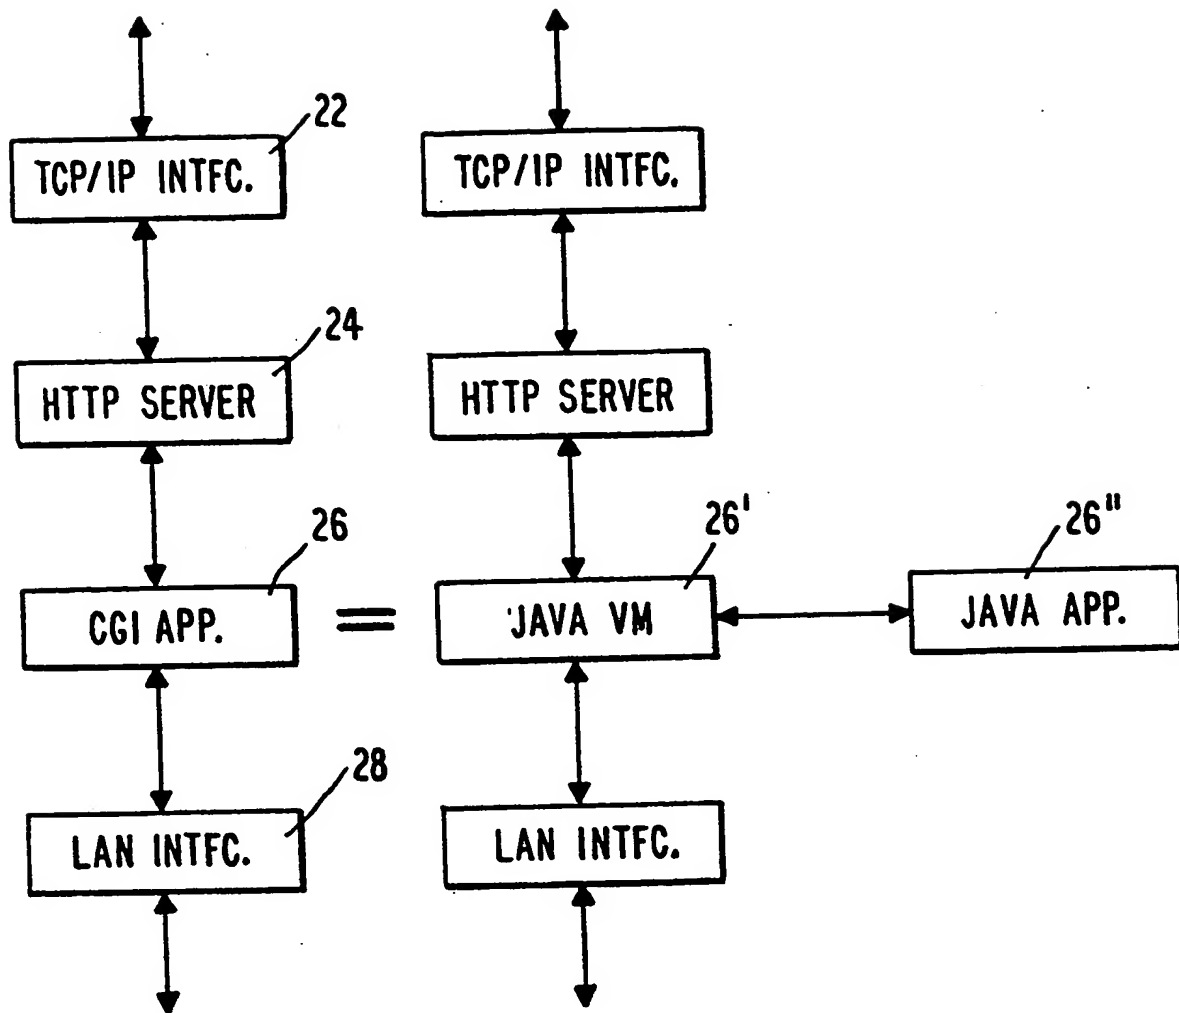 22
TCP/IP INTFC.
TCP/IP INTFC.
24
HTTP SERVER
HTTP SERVER
26
26'
26"
CGI APP.
=
JAVA VM
JAVA APP.
28
LAN INTFC.
LAN INTFC.